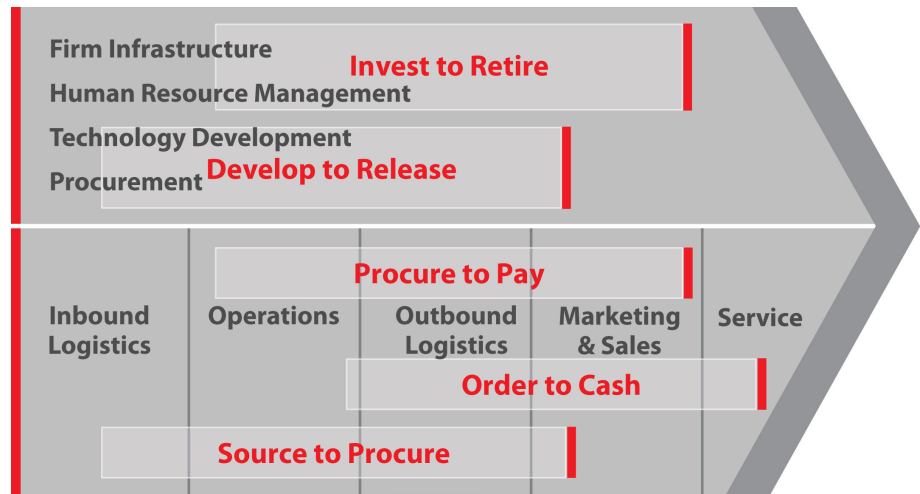 Firm Infrastructure
Invest to Retire
Human Resource Management
Technology Development
Develop to Release
Procurement
Procure to Pay
Inbound
Logistics
Operations
Outbound
Logistics
Marketing
& Sales
Service
Order to Cash
Source to Procure